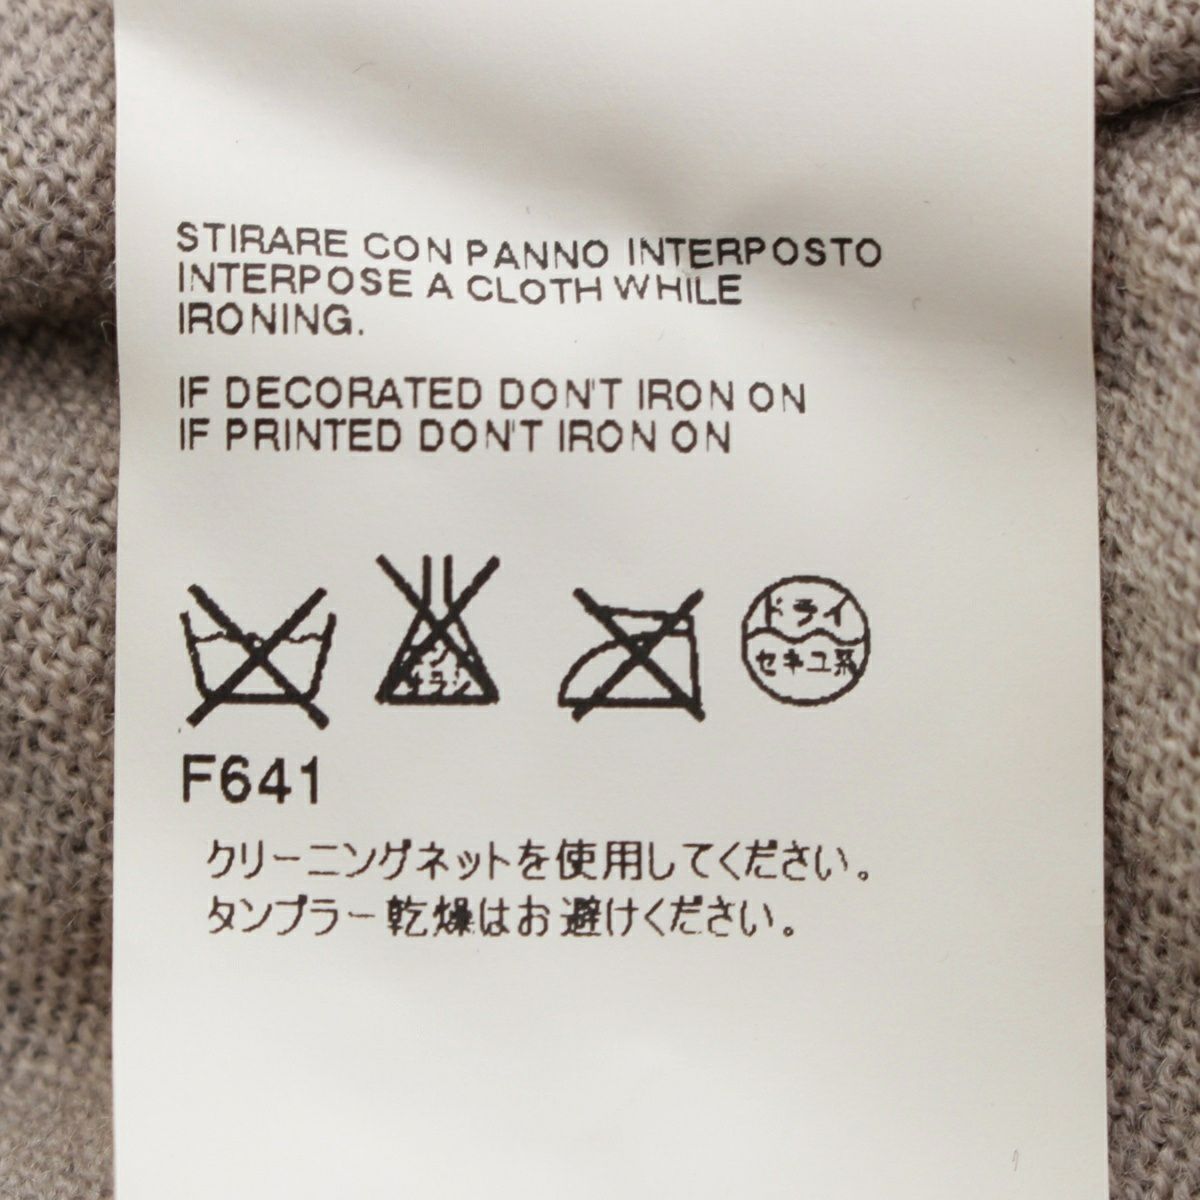 STIRARE CON PANNO INTERPOSTO
INTERPOSE A CLOTH WHILE
IRONING.
IF DECORATED DON'T IRON ON
IF PRINTED DON'T IRON ON
ドライ
セキユ系
F641
クリーニングネットを使用してください。
タンブラー乾燥はお避けください。